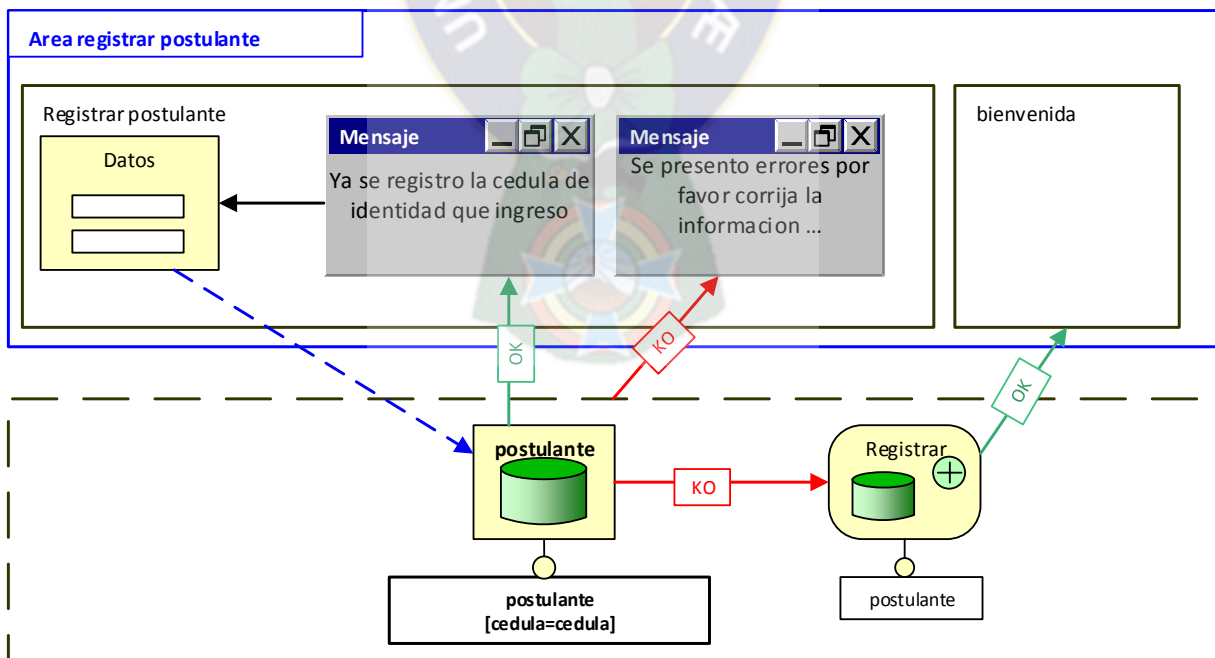 Area registrar postulante
Registrar postulante
Datos
Mensaje
Ya se registro la cedula de
identidad que ingreso
Mensaje
Se presento errores por
favor corrija la
informacion ...
bienvenida
OK
KO
OK
postulante
KO
Registrar
postulante
[cedula=cedula]
postulante